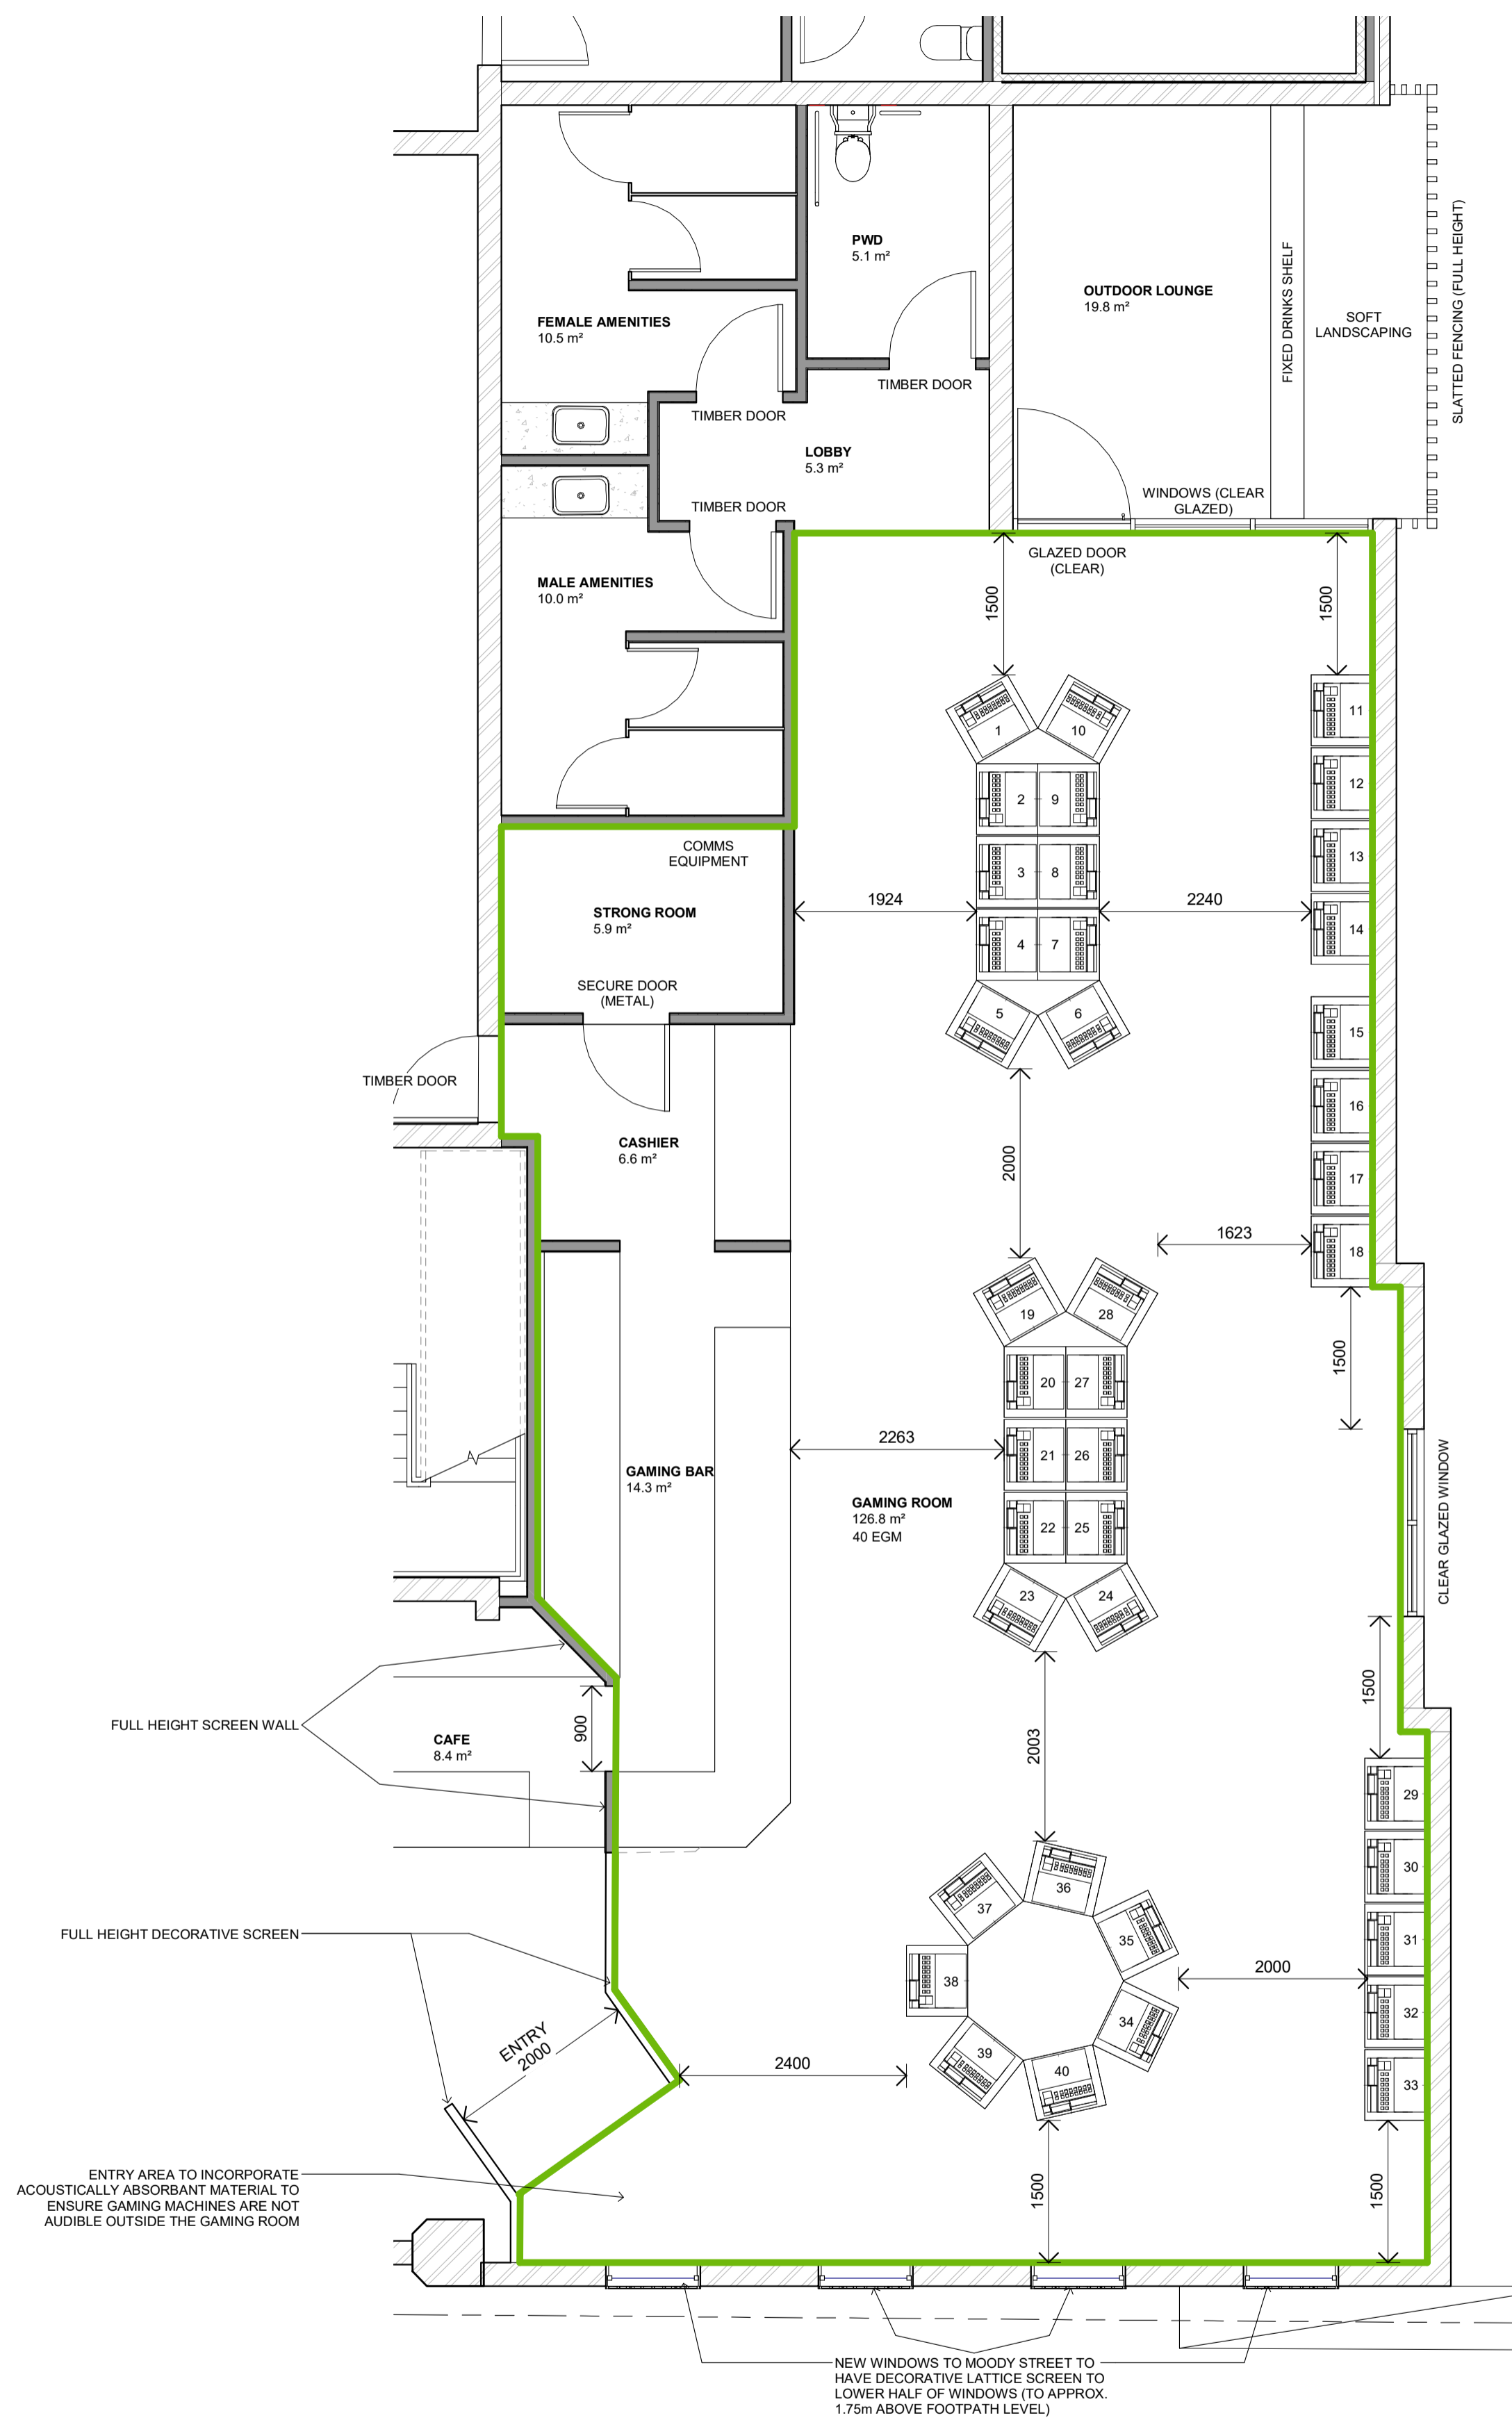 PWD
5.1 m²
OUTDOOR LOUNGE
19.8 m²
FIXED DRINKS SHELF
SOFT
LANDSCAPING
SLATTED FENCING (FULL HEIGHT)
FEMALE AMENITIES
10.5 m²
TIMBER DOOR
TIMBER DOOR
LOBBY
5.3 m²
TIMBER DOOR
WINDOWS (CLEAR
GLAZED)
GLAZED DOOR
(CLEAR)
MALE AMENITIES
10.0 m²
1500
1500
1
10
2
9
3
8
4
7
5
6
11
12
13
14
15
16
17
18
COMMS
EQUIPMENT
STRONG ROOM
5.9 m²
SECURE DOOR
(METAL)
1924
2240
TIMBER DOOR
CASHIER
6.6 m²
2000
1623
19
28
20
27
21
26
22
25
23
24
1500
2263
GAMING BAR
14.3 m²
GAMING ROOM
126.8 m²
40 EGM
CLEAR GLAZED WINDOW
1500
FULL HEIGHT SCREEN WALL
CAFE
8.4 m²
900
2003
29
30
31
32
33
36
37
35
38
34
39
40
2000
FULL HEIGHT DECORATIVE SCREEN
ENTRY
2000
2400
ENTRY AREA TO INCORPORATE
ACOUSTICALLY ABSORBANT MATERIAL TO
ENSURE GAMING MACHINES ARE NOT
AUDIBLE OUTSIDE THE GAMING ROOM
1500
1500
NEW WINDOWS TO MOODY STREET TO
HAVE DECORATIVE LATTICE SCREEN TO
LOWER HALF OF WINDOWS (TO APPROX.
1.75m ABOVE FOOTPATH LEVEL)